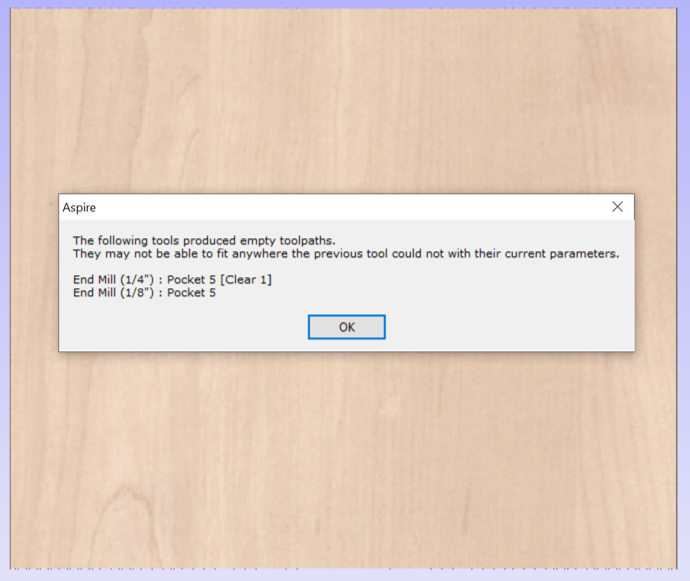 Aspire
The following tools produced empty toolpaths.
They may not be able to fit anywhere the previous tool could not with their current parameters.
End Mill (1/4") : Pocket 5 [Clear 1]
End Mill (1/8") : Pocket 5
OK